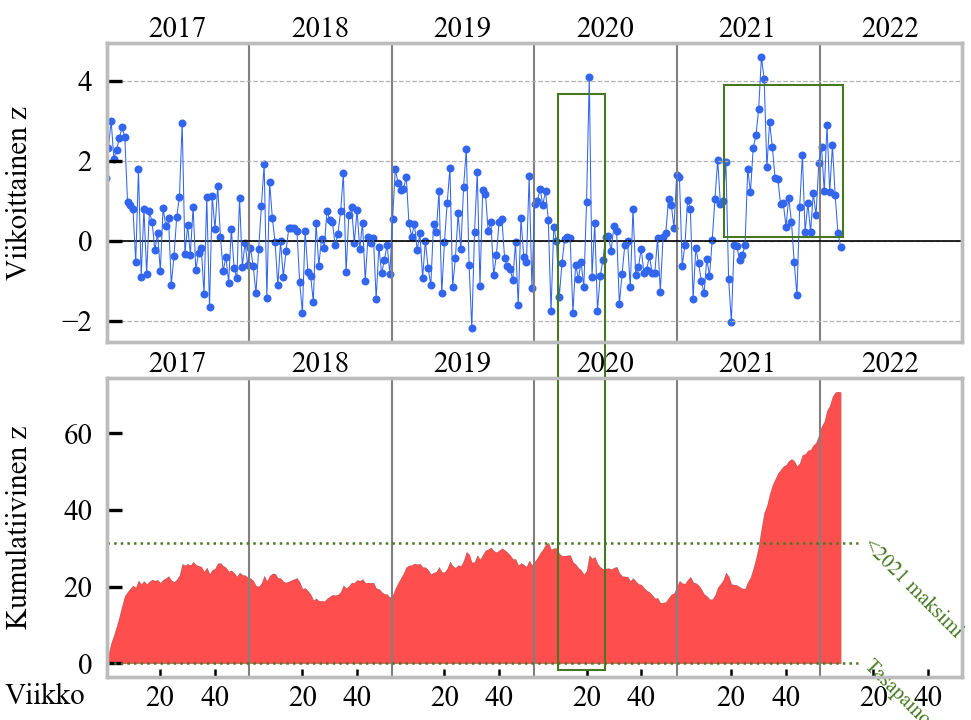 2017 2018 2019 2020 2021 2022
Viikoittainen z
4
2
0
−2
2017 2018 2019 2020 2021 2022
Kumulatiivinen z
60
40
20
0
<2021 maksimi
Tasapaino
Viikko 20 40 20 40 20 40 20 40 20 40 20 40